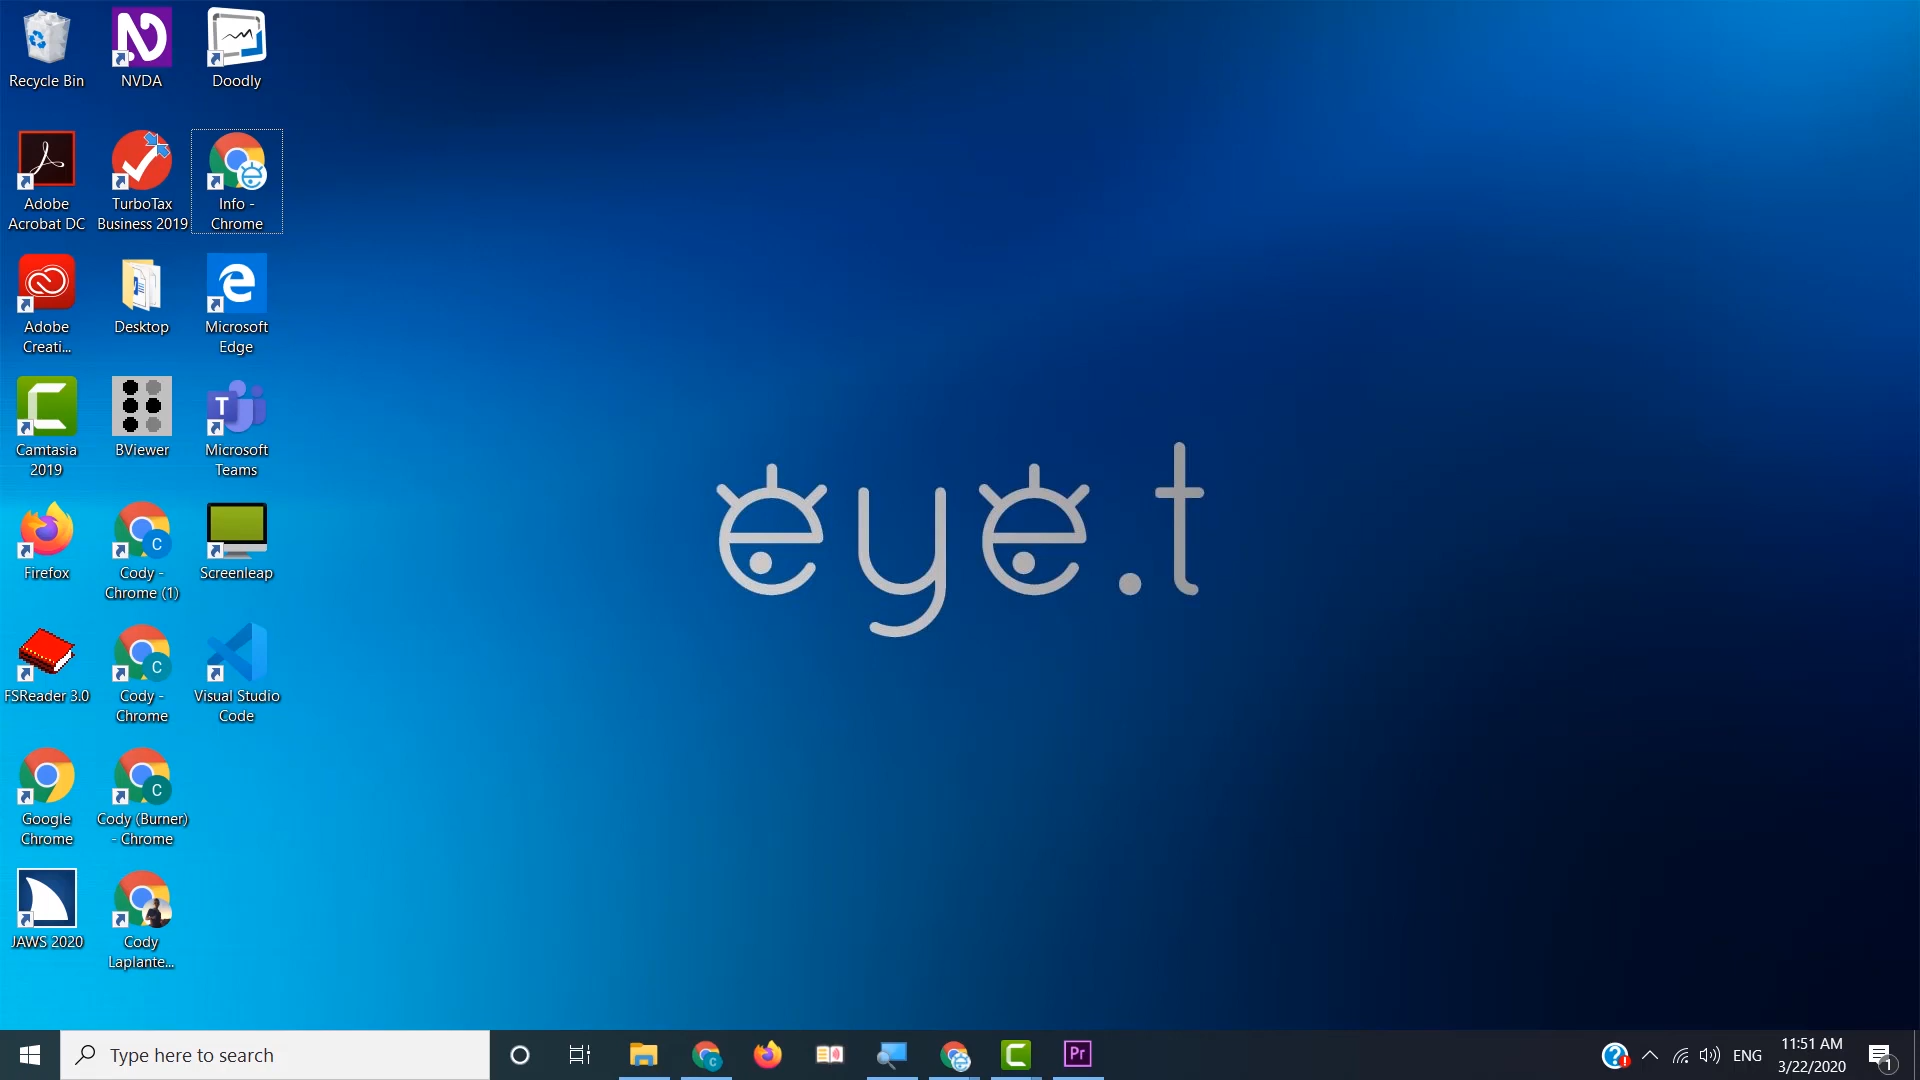 Recycle Bin
NVDA
Doodly
Adobe
Acrobat DC
TurboTax
Business 2019
Info -
Chrome
Adobe
Creati...
Desktop
Microsoft
Edge
Camtasia
2019
BViewer
T
Microsoft
Teams
Firefox
C
Cody -
Chrome (1)
Screenleap
FSReader 3.0
C
Cody -
Chrome
Visual Studio
Code
Google
Chrome
C
Cody (Burner)
- Chrome
JAWS 2020
Cody
Laplante...
eye.t
Type here to search
C
Pr
ENG
11:51 AM
3/22/2020
1